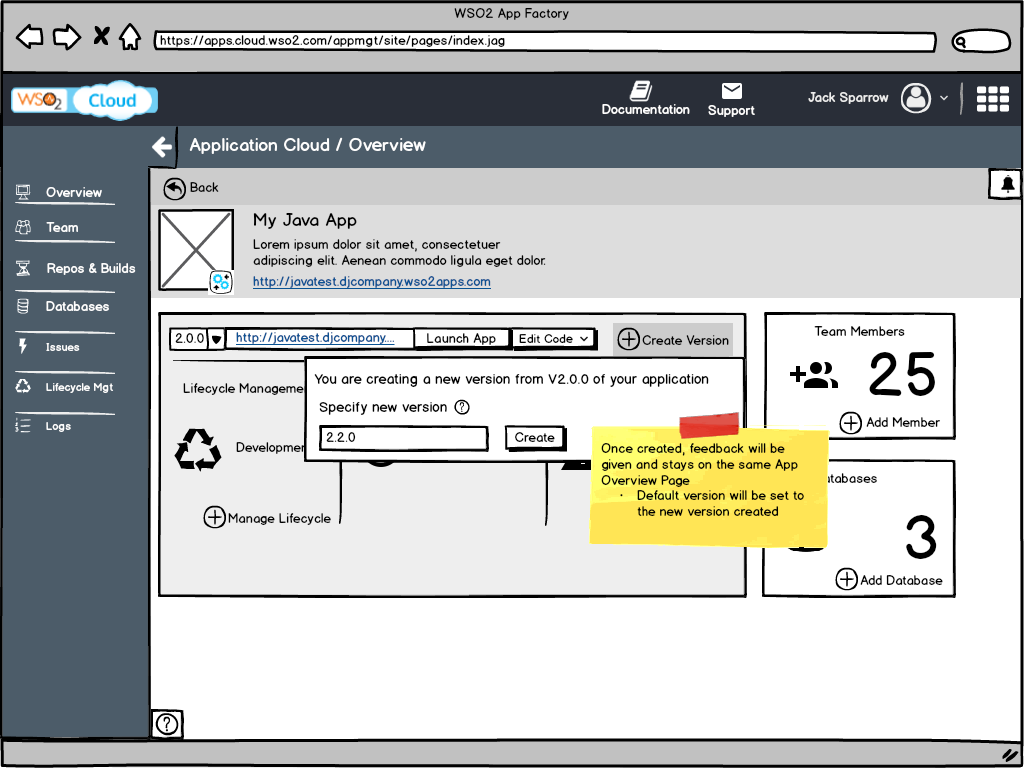 WSO2 App Factory
https://apps.cloud.wso2.com/appmgt/site/pages/index.jag
WSO2 Cloud
Documentation
Support
Jack Sparrow
Application Cloud / Overview
Overview
Team
Repos & Builds
Databases
Issues
Lifecycle Mgt
Logs
Back
My Java App
Lorem ipsum dolor sit amet, consectetuer
adipiscing elit. Aenean commodo ligula eget dolor.
http://javatest.djcompany.wso2apps.com
2.0.0
http://javatest.djcompany....
Launch App
Edit Code
Create Version
You are creating a new version from V2.0.0 of your application
Specify new version ?
2.2.0
Create
Lifecycle Manageme
Developmen
Manage Lifecycle
Once created, feedback will be
given and stays on the same App
Overview Page
· Default version will be set to
the new version created
Team Members
25
Add Member
tabases
3
Add Database
?